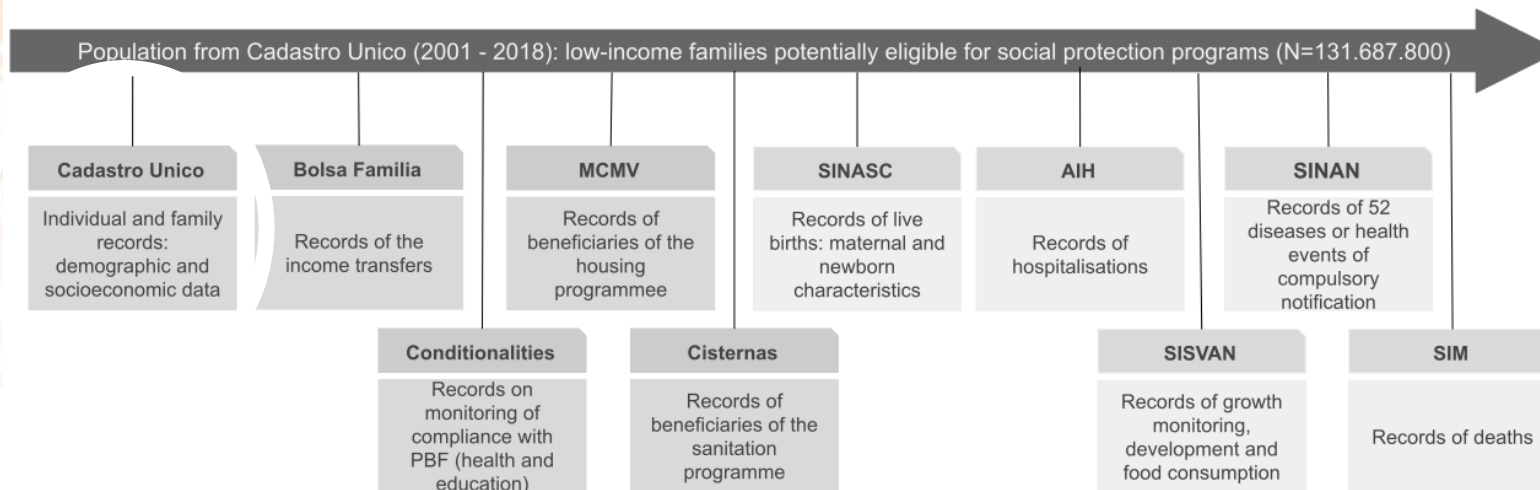 Population from Cadastro Unico (2001 - 2018): low-income families potentially eligible for social protection programs (N=131.687.800)
Cadastro Unico
Individual and family
records:
demographic and
socioeconomic data
Bolsa Familia
Records of the
income transfers
MCMV
Records of
beneficiaries of the
housing
programmee
SINASC
Records of live
births: maternal and
newborn
characteristics
AIH
Records of
hospitalisations
SINAN
Records of 52
diseases or health
events of
compulsory
notification
Conditionalities
Records on
monitoring of
compliance with
PBF (health and
education)
Cisternas
Records of
beneficiaries of the
sanitation
programme
SISVAN
Records of growth
monitoring,
development and
food consumption
SIM
Records of deaths